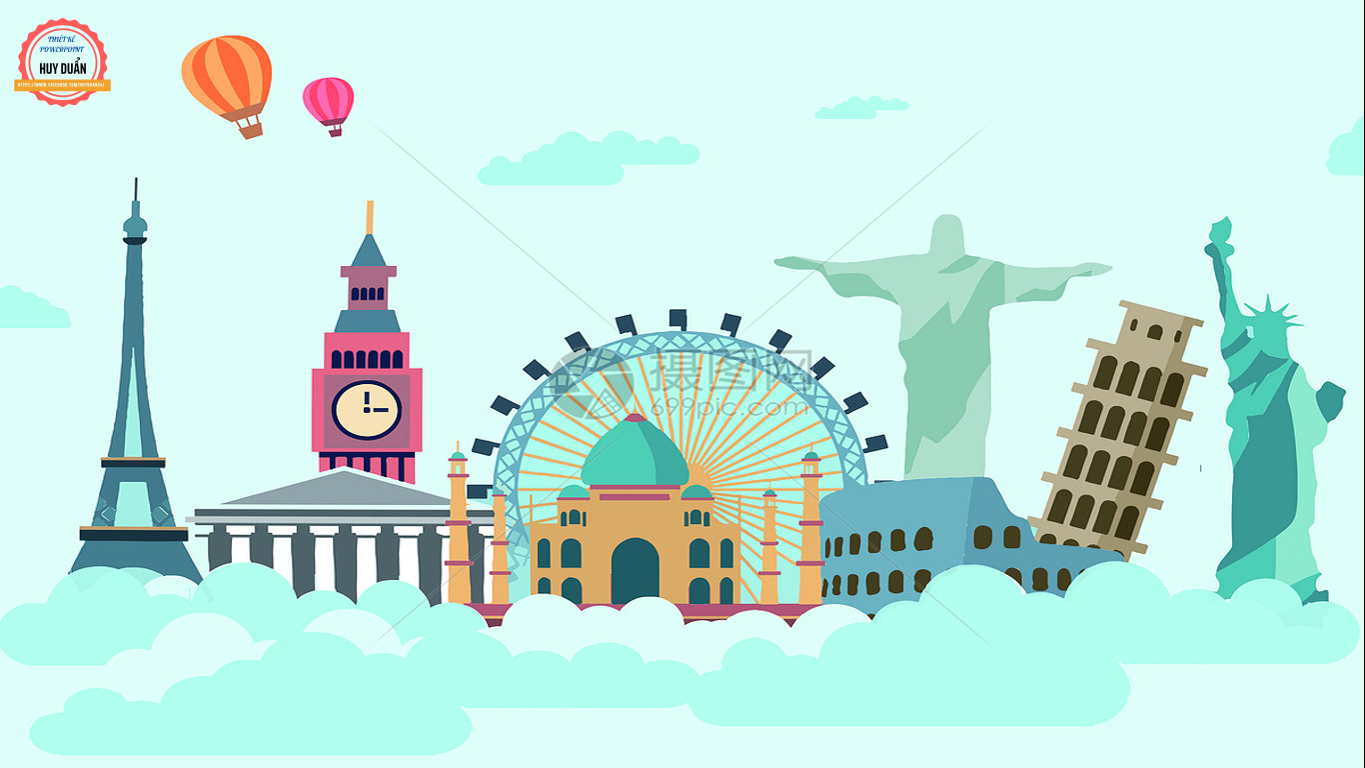 THIẾT KẾ
POWERPOINT
HUY DUẨN
摄图网
699pic.com